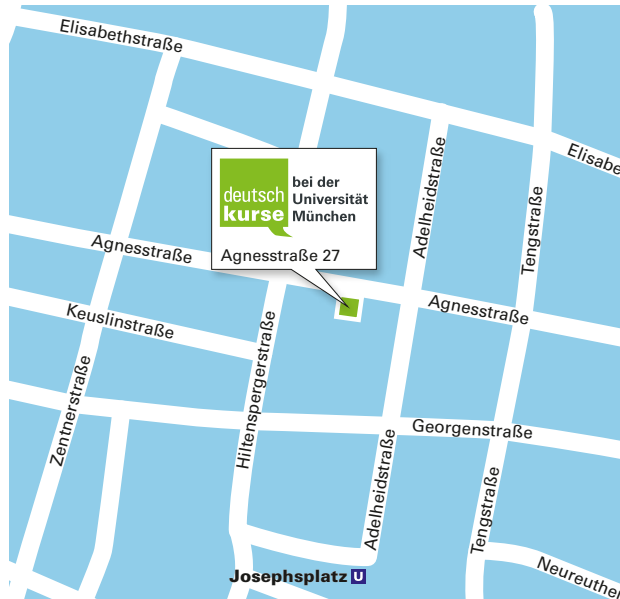 Elisabethstraße
Elisabe
deutsch
kurse
bei der
Universität
München
Agnesstraße 27
Adelheidstraße
Tengstraße
Agnesstraße
Agnesstraße
Keuslinstraße
Zentnerstraße
Hiltenspergerstraße
Georgenstraße
Adelheidstraße
Tengstraße
Josephsplatz U
Neureuther